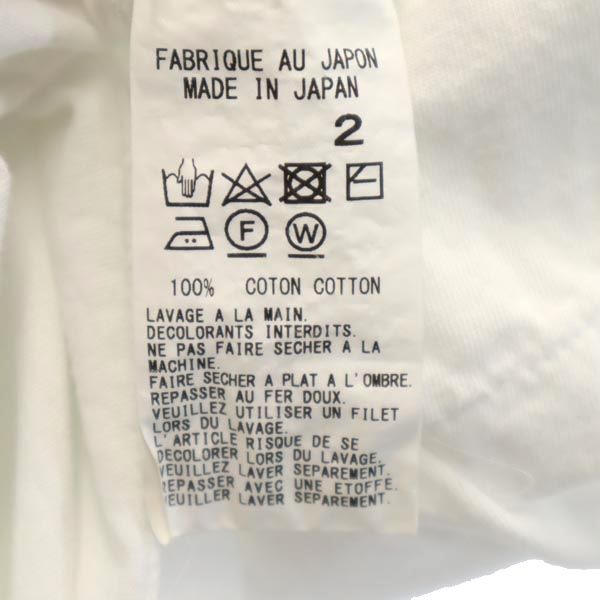 FABRIQUE AU JAPON
MADE IN JAPAN
2
F W
100% COTON COTTON
LAVAGE A LA MAIN.
DECOLORANTS INTERDITS.
NE PAS FAIRE SECHER A LA
MACHINE.
FAIRE SECHER A PLAT A L'OMBRE.
REPASSER AU FER DOUX.
VEUILLEZ UTILISER UN FILET
LORS DU LAVAGE.
L'ARTICLE RISQUE DE SE
DECOLORER LORS DU LAVAGE.
VEUILLEZ LAVER SEPAREMENT.
REPASSER AVEC UNE ETOFFE.
VEUILLER LAVER SEPAREMENT.